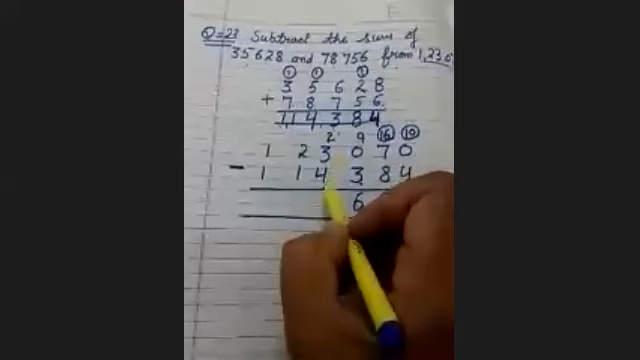 Q=23 Subtract the sum of
35628 and 78756 from 1,230
1 1 1
3 5 6 2 8
+ 7 8 7 5 6
1 1 4 3 8 4
2 9 16 10
1 2 3 0 7 0
- 1 1 4 3 8 4
6